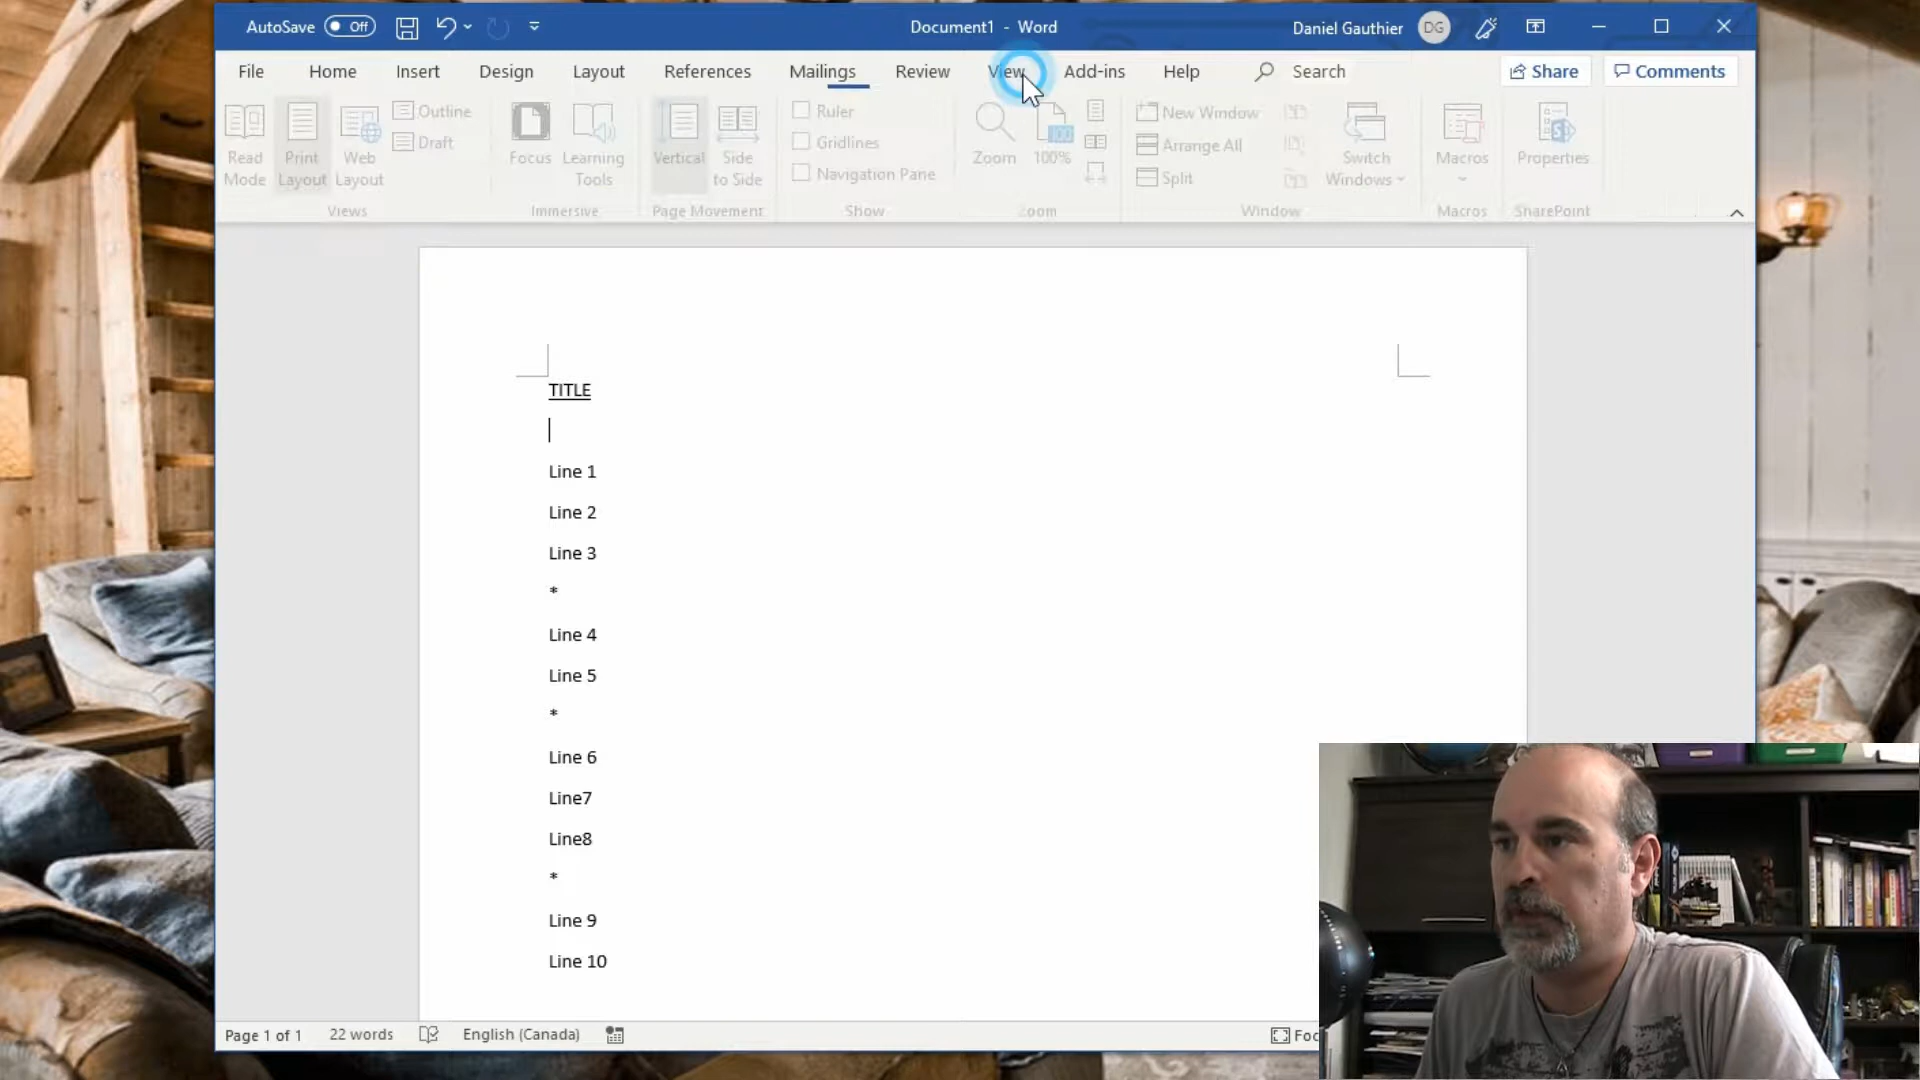 AutoSave Off Document1 - Word Daniel Gauthier DG
File Home Insert Design Layout References Mailings Review View Add-ins Help Search Share Comments
Read Mode
Print Layout
Web Layout
Outline
Draft
Views
Focus
Learning Tools
Immersive
Vertical
Side to Side
Page Movement
Ruler
Gridlines
Navigation Pane
Show
Zoom
100
100%
Zoom
New Window
Arrange All
Split
Switch Windows
Window
Macros
Macros
Properties
SharePoint
TITLE
Line 1
Line 2
Line 3
*
Line 4
Line 5
*
Line 6
Line7
Line8
*
Line 9
Line 10
Page 1 of 1 22 words English (Canada) Foc